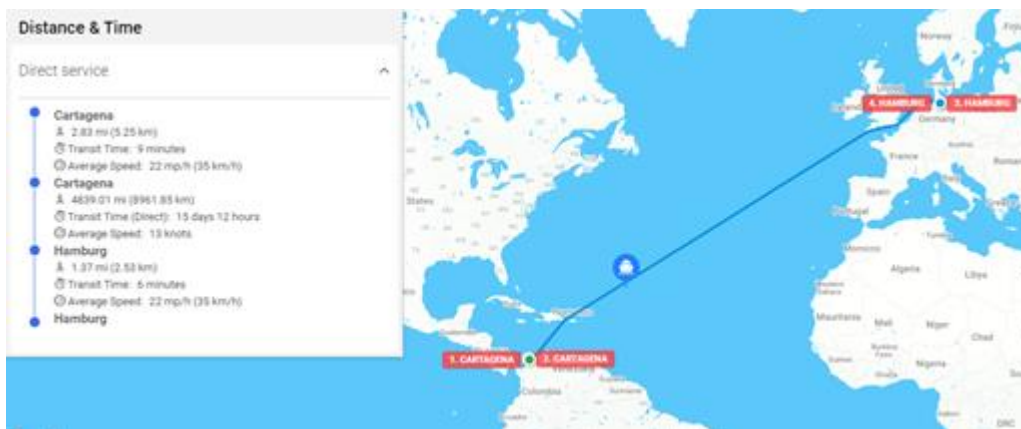 Distance & Time
Direct service
Cartagena
2.83 mi (5.25 km)
Transit Time: 9 minutes
Average Speed: 22 mp/h (35 km/h)
Cartagena
4839.01 mi (8961.85 km)
Transit Time (Direct): 15 days 12 hours
Average Speed: 13 knots
Hamburg
1.37 mi (2.53 km)
Transit Time: 6 minutes
Average Speed: 22 mp/h (35 km/h)
Hamburg
Norway
4. HAMBURG
3. HAMBURG
Germany
France
Roman
Spain
Portugal
States
Morocco
Algeria
Libya
Mauritania
Mali
Niger
Chad
Nigeria
1. CARTAGENA
2. CARTAGENA
Venezuela
Colombia
DRC